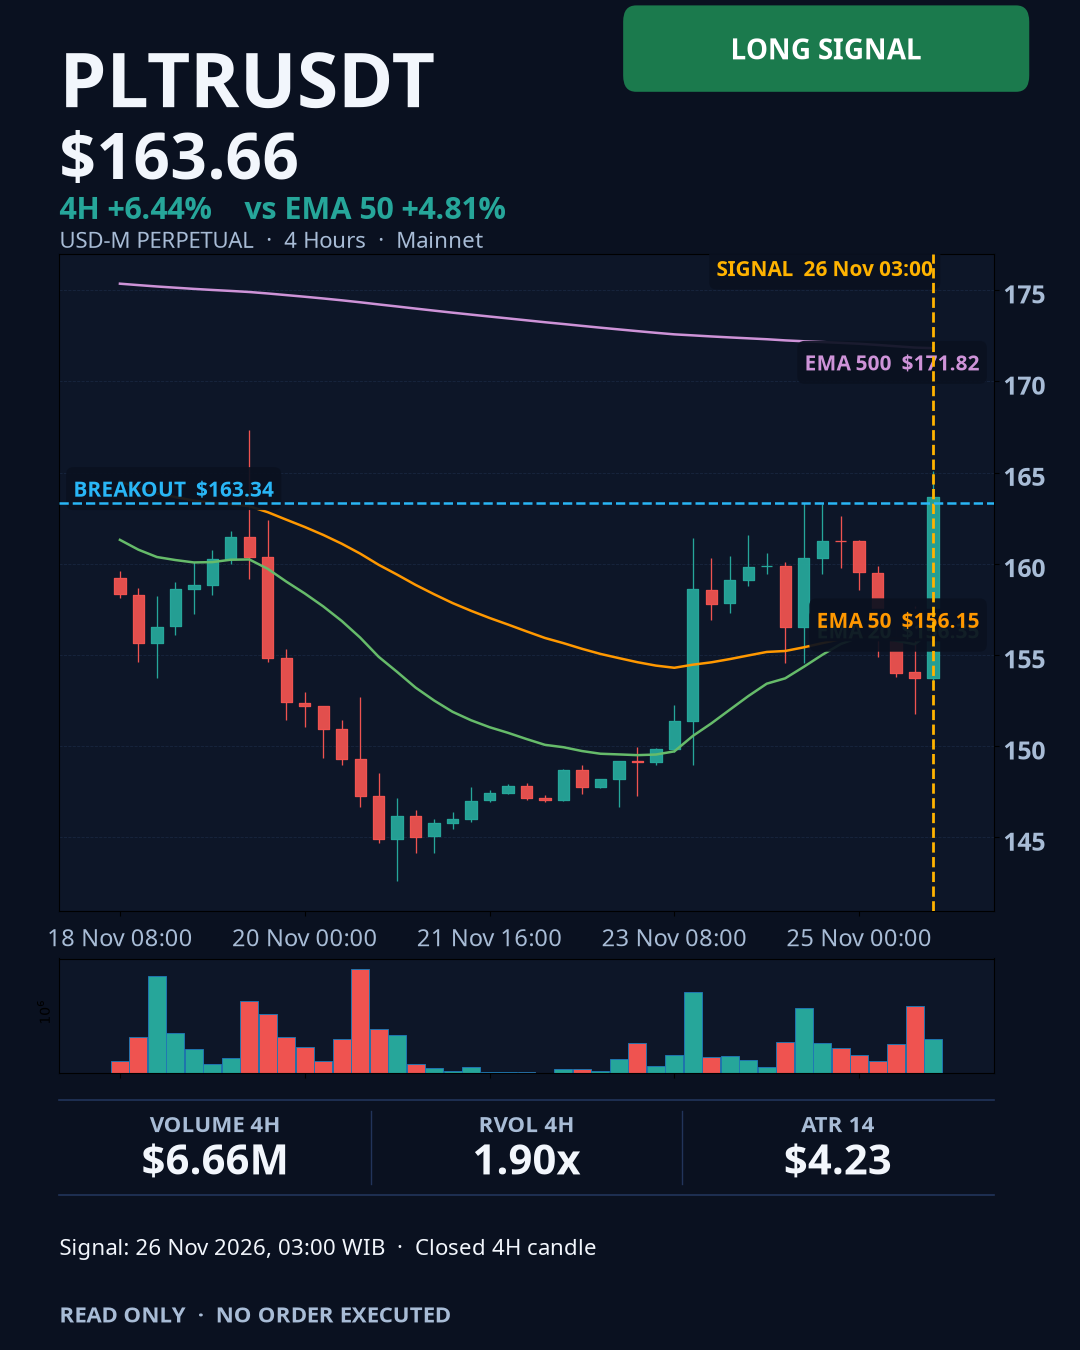 LONG SIGNAL
PLTRUSDT
$163.66
4H +6.44% vs EMA 50 +4.81%
USD-M PERPETUAL · 4 Hours · Mainnet
SIGNAL 26 Nov 03:00
175
EMA 500 $171.82
170
165
BREAKOUT $163.34
160
EMA 50 $156.15
155
150
145
18 Nov 08:00
20 Nov 00:00
21 Nov 16:00
23 Nov 08:00
25 Nov 00:00
10⁶
VOLUME 4H
$6.66M
RVOL 4H
1.90x
ATR 14
$4.23
Signal: 26 Nov 2026, 03:00 WIB · Closed 4H candle
READ ONLY · NO ORDER EXECUTED